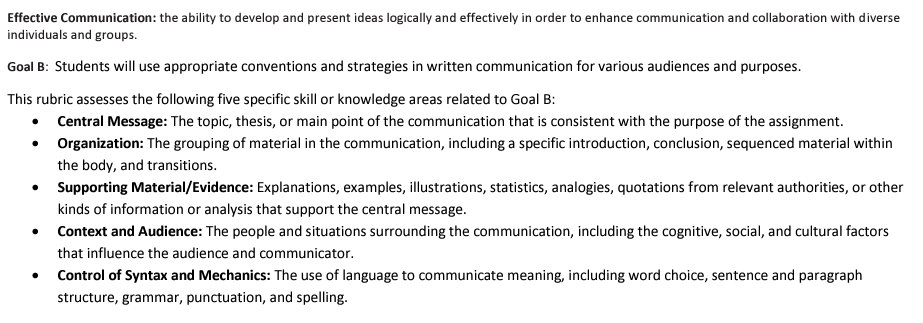 Effective Communication: the ability to develop and present ideas logically and effectively in order to enhance communication and collaboration with diverse
individuals and groups.
Goal B: Students will use appropriate conventions and strategies in written communication for various audiences and purposes.
This rubric assesses the following five specific skill or knowledge areas related to Goal B:
• Central Message: The topic, thesis, or main point of the communication that is consistent with the purpose of the assignment.
• Organization: The grouping of material in the communication, including a specific introduction, conclusion, sequenced material within
the body, and transitions.
• Supporting Material/Evidence: Explanations, examples, illustrations, statistics, analogies, quotations from relevant authorities, or other
kinds of information or analysis that support the central message.
• Context and Audience: The people and situations surrounding the communication, including the cognitive, social, and cultural factors
that influence the audience and communicator.
• Control of Syntax and Mechanics: The use of language to communicate meaning, including word choice, sentence and paragraph
structure, grammar, punctuation, and spelling.